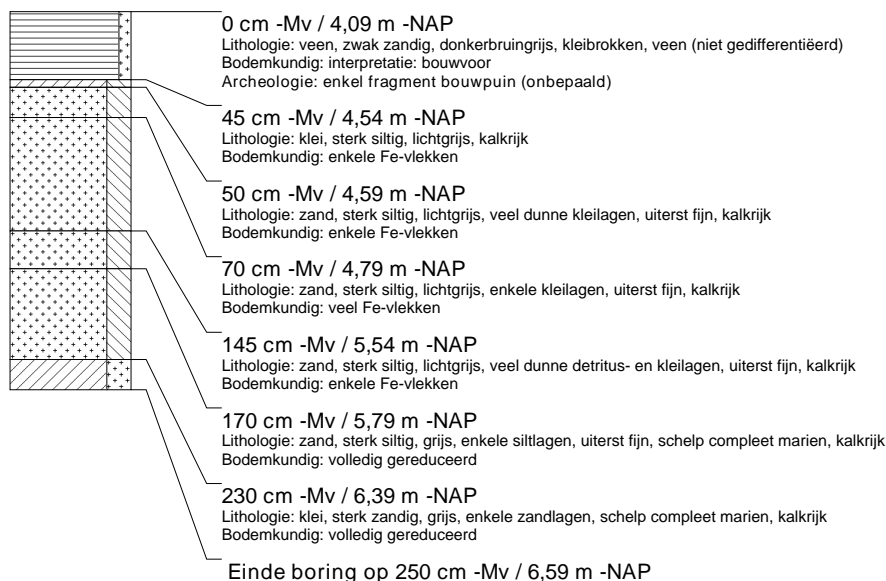 0 cm -Mv / 4,09 m -NAP
Lithologie: veen, zwak zandig, donkerbruingrijs, kleibrokken, veen (niet gedifferentiëerd)
Bodemkundig: interpretatie: bouwvoor
Archeologie: enkel fragment bouwpuin (onbepaald)
45 cm -Mv / 4,54 m -NAP
Lithologie: klei, sterk siltig, lichtgrijs, kalkrijk
Bodemkundig: enkele Fe-vlekken
50 cm -Mv / 4,59 m -NAP
Lithologie: zand, sterk siltig, lichtgrijs, veel dunne kleilagen, uiterst fijn, kalkrijk
Bodemkundig: enkele Fe-vlekken
70 cm -Mv / 4,79 m -NAP
Lithologie: zand, sterk siltig, lichtgrijs, enkele kleilagen, uiterst fijn, kalkrijk
Bodemkundig: veel Fe-vlekken
145 cm -Mv / 5,54 m -NAP
Lithologie: zand, sterk siltig, lichtgrijs, veel dunne detritus- en kleilagen, uiterst fijn, kalkrijk
Bodemkundig: enkele Fe-vlekken
170 cm -Mv / 5,79 m -NAP
Lithologie: zand, sterk siltig, grijs, enkele siltlagen, uiterst fijn, schelp compleet marien, kalkrijk
Bodemkundig: volledig gereduceerd
230 cm -Mv / 6,39 m -NAP
Lithologie: klei, sterk zandig, grijs, enkele zandlagen, schelp compleet marien, kalkrijk
Bodemkundig: volledig gereduceerd
Einde boring op 250 cm -Mv / 6,59 m -NAP